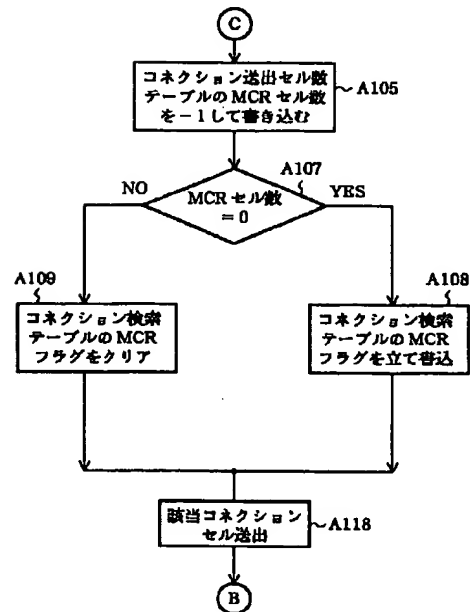 C
コネクション送出セル数
テーブルのMCRセル数
を－1して書き込む
A105
A107
NO
MCRセル数
＝0
YES
A109
コネクション検索
テーブルのMCR
フラグをクリア
A108
コネクション検索
テーブルのMCR
フラグを立て書込
該当コネクション
セル送出
A118
B